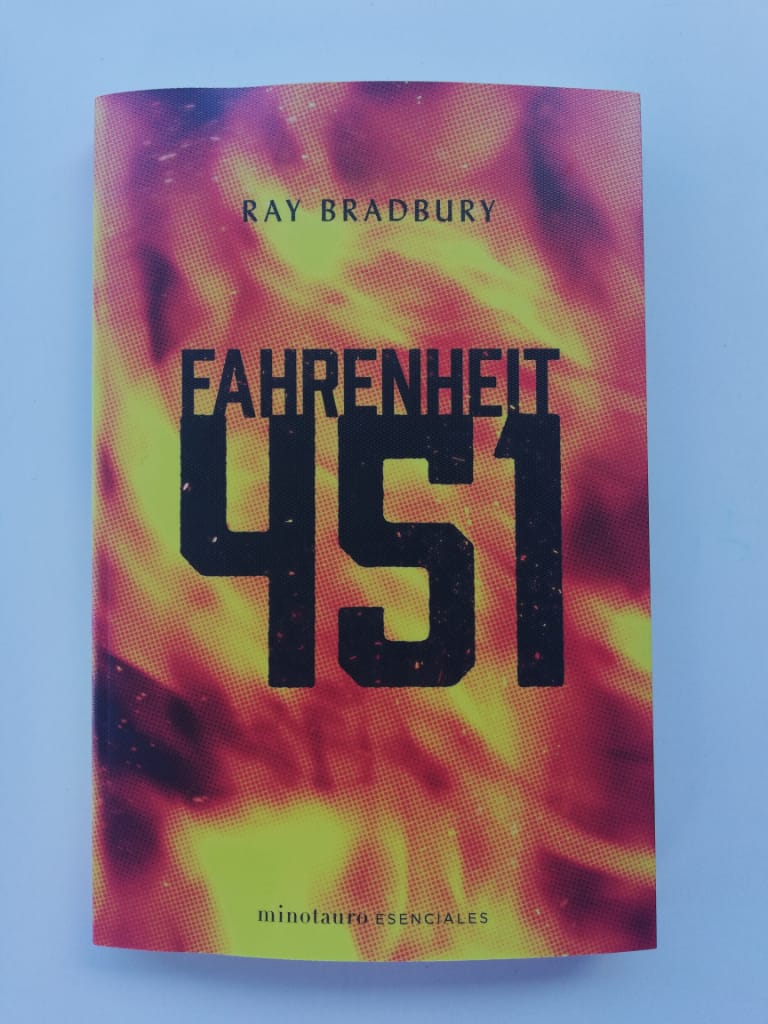 RAY BRADBURY
FAHRENHEIT
451
minotauro ESENCIALES